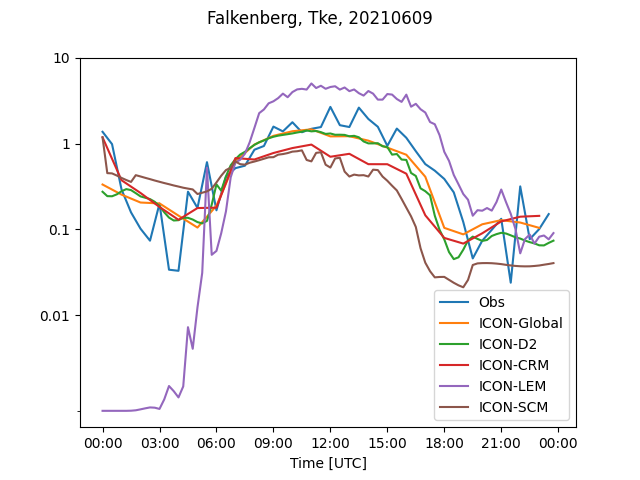 Falkenberg, Tke, 20210609
10
1
0.1
0.01
Obs
ICON-Global
ICON-D2
ICON-CRM
ICON-LEM
ICON-SCM
00:00 03:00 06:00 09:00 12:00 15:00 18:00 21:00 00:00
Time [UTC]